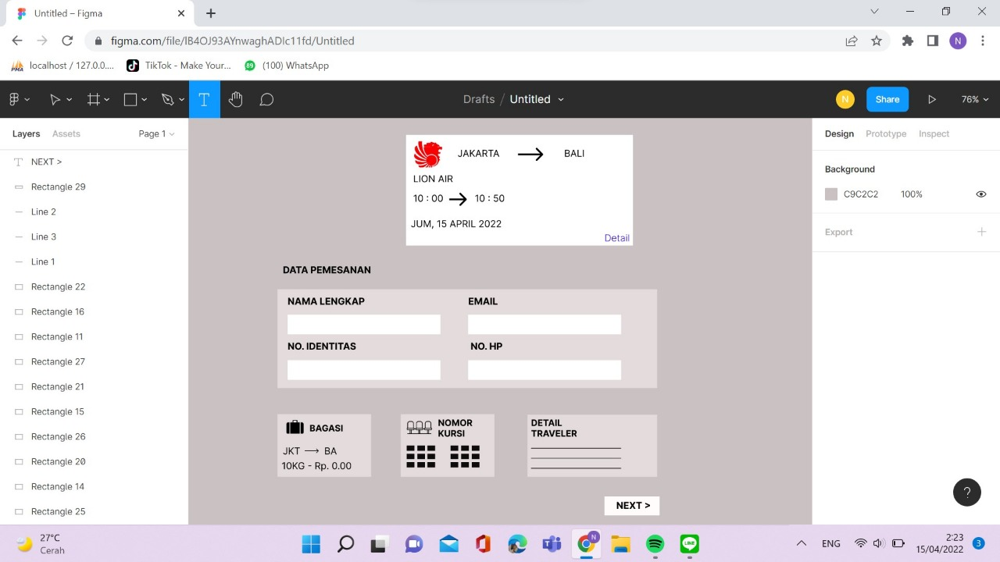 Untitled – Figma
figma.com/file/lB4OJ93AYnwaghADlc11fd/Untitled
N
PMA
localhost / 127.0.0....
TikTok - Make Your...
89
(100) WhatsApp
T
Drafts / Untitled
N
Share
76%
Layers
Assets
Page 1
Design
Prototype
Inspect
NEXT >
Rectangle 29
Line 2
Line 3
Line 1
Rectangle 22
Rectangle 16
Rectangle 11
Rectangle 27
Rectangle 21
Rectangle 15
Rectangle 26
Rectangle 20
Rectangle 14
Rectangle 25
JAKARTA → BALI
LION AIR
10 : 00 → 10 : 50
JUM, 15 APRIL 2022
Detail
DATA PEMESANAN
NAMA LENGKAP
EMAIL
NO. IDENTITAS
NO. HP
BAGASI
JKT → BA
10KG - Rp. 0.00
NOMOR
KURSI
DETAIL
TRAVELER
NEXT >
Background
C9C2C2
100%
Export
?
27°C
Cerah
N
LINE
ENG
2:23
15/04/2022
3